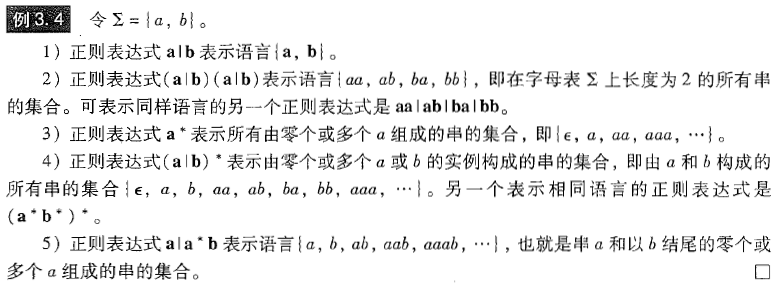 例3.4 令Σ={a, b}。
1) 正则表达式 a|b 表示语言{a, b}。
2) 正则表达式(a|b)(a|b)表示语言{aa, ab, ba, bb}，即在字母表 Σ 上长度为 2 的所有串
的集合。可表示同样语言的另一个正则表达式是 aa|ab|ba|bb。
3) 正则表达式 a* 表示所有由零个或多个 a 组成的串的集合，即{ϵ, a, aa, aaa, …}。
4) 正则表达式(a|b)* 表示由零个或多个 a 或 b 的实例构成的串的集合，即由 a 和 b 构成的
所有串的集合{ϵ, a, b, aa, ab, ba, bb, aaa, …}。另一个表示相同语言的正则表达式是
(a*b*)*。
5) 正则表达式 a|a*b 表示语言{a, b, ab, aab, aaab, …}，也就是串 a 和以 b 结尾的零个或
多个 a 组成的串的集合。 □